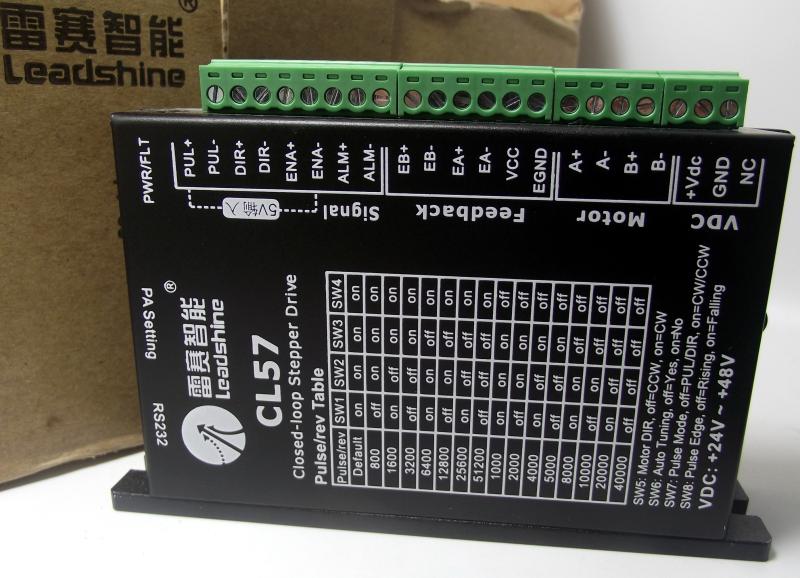 雷赛智能®
Leadshine
PWR/FLT
PUL+
PUL-
DIR+
DIR-
ENA+
ENA-
ALM+
ALM-
EB+
EB-
EA+
EA-
VCC
EGND
A+
A-
B+
B-
+Vdc
GND
NC
5V输入
Signal
Feedback
Motor
VDC
PA Setting
RS232
雷赛智能®
Leadshine
CL57
Closed-loop Stepper Drive
Pulse/rev Table
Pulse/rev SW1 SW2 SW3 SW4
Default on on on on
800 off on on on
1600 on off on on
3200 off off on on
6400 on on off on
12800 off on off on
25600 on off off on
51200 off off off on
1000 on on on off
2000 off on on off
4000 on off on off
5000 off off on off
8000 on on off off
10000 off on off off
20000 on off off off
40000 off off off off
SW5: Motor DIR, off=CCW, on=CW
SW6: Auto Tuning, off=Yes, on=No
SW7: Pulse Mode, off=PUL/DIR, on=CW/CCW
SW8: Pulse Edge, off=Rising, on=Falling
VDC: +24V ~ +48V